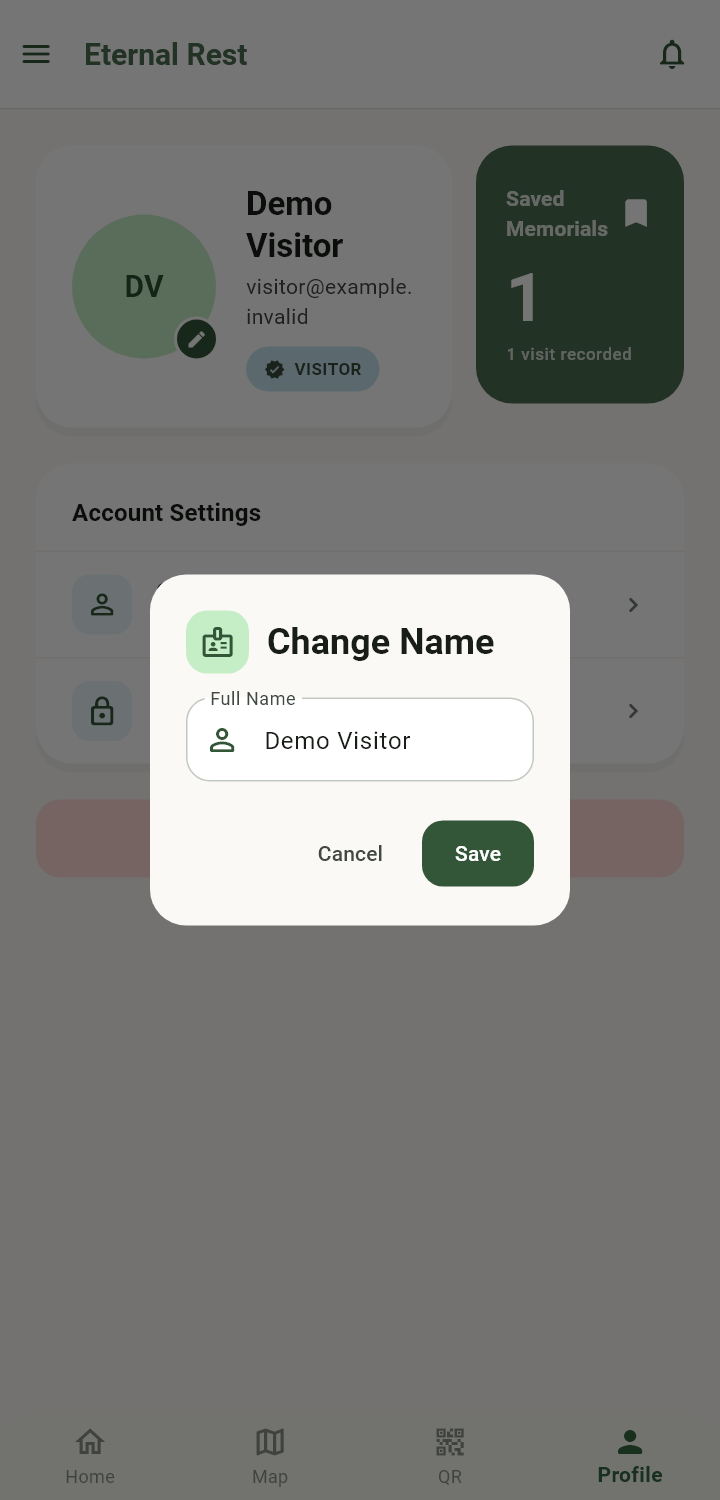 Eternal Rest
Demo
Visitor
visitor@example.
invalid
DV
VISITOR
Saved
Memorials
1
1 visit recorded
Account Settings
Change Name
Full Name
Demo Visitor
Cancel
Save
Home
Map
QR
Profile